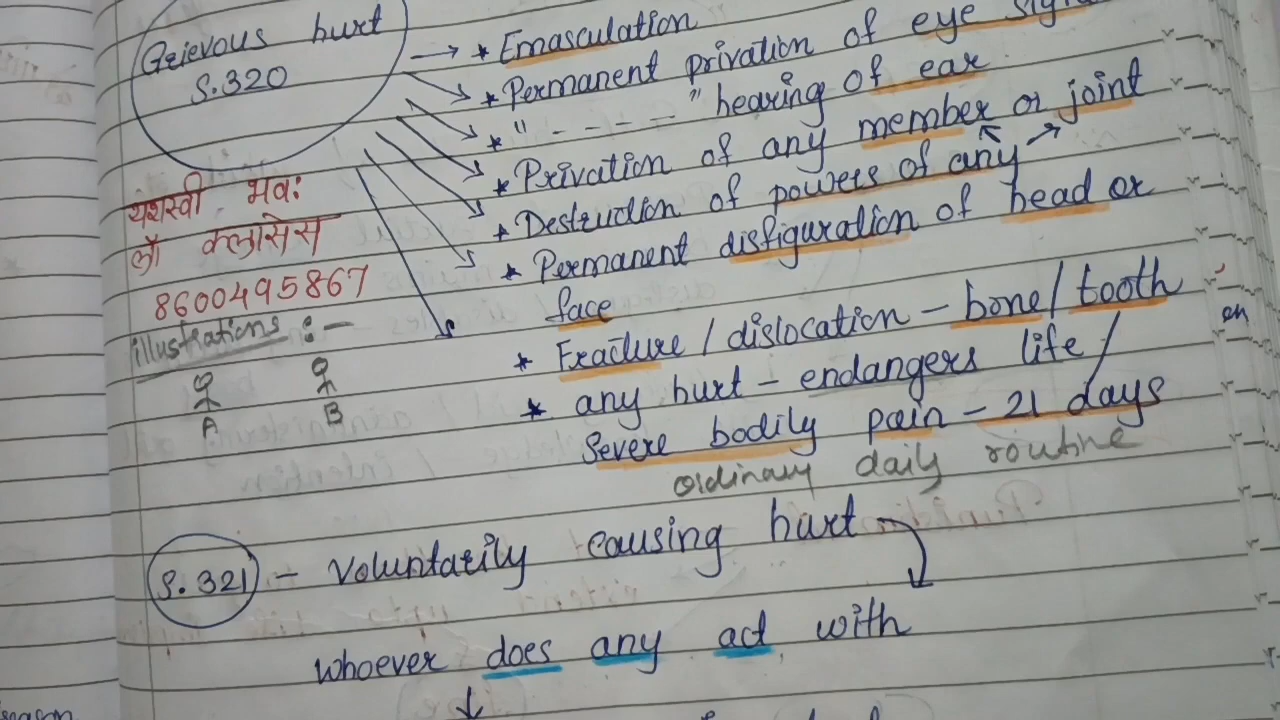 Grievous hurt
S.320
→ * Emasculation
* Permanent privation of eye sight
* " - - - - - " hearing of ear
* Privation of any member or joint
* Destruction of powers of any
* Permanent disfiguration of head or
face
* Fracture / dislocation - bone / tooth
* any hurt - endangers life /
Severe bodily pain - 21 days
ordinary daily routine
यशस्वी भवः
लॉ क्लासेस
8600495867
illustrations :-
A B
S.321 - Voluntarily causing hurt
whoever does any act with